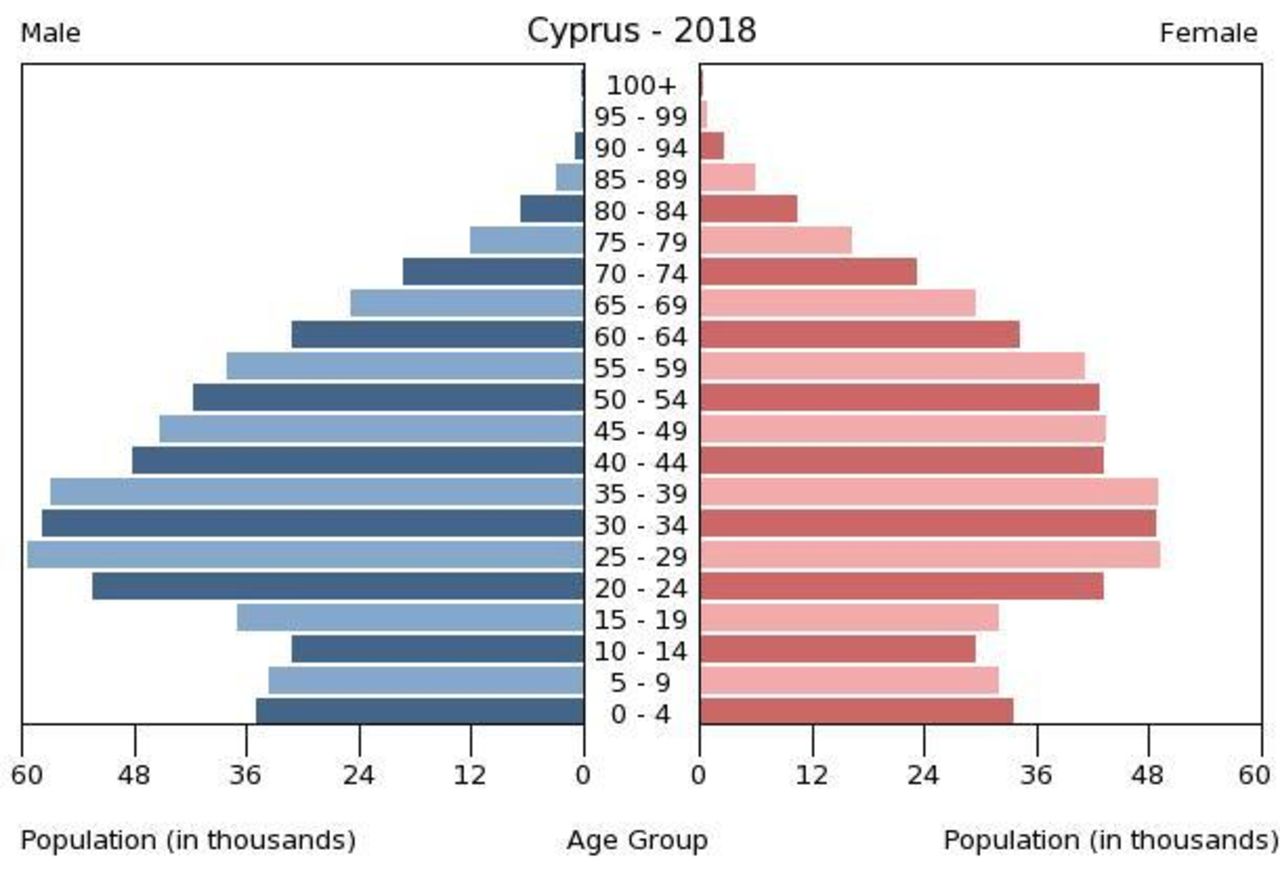 Male Cyprus - 2018 Female
100+
95 - 99
90 - 94
85 - 89
80 - 84
75 - 79
70 - 74
65 - 69
60 - 64
55 - 59
50 - 54
45 - 49
40 - 44
35 - 39
30 - 34
25 - 29
20 - 24
15 - 19
10 - 14
5 - 9
0 - 4
60 48 36 24 12 0 0 12 24 36 48 60
Population (in thousands) Age Group Population (in thousands)